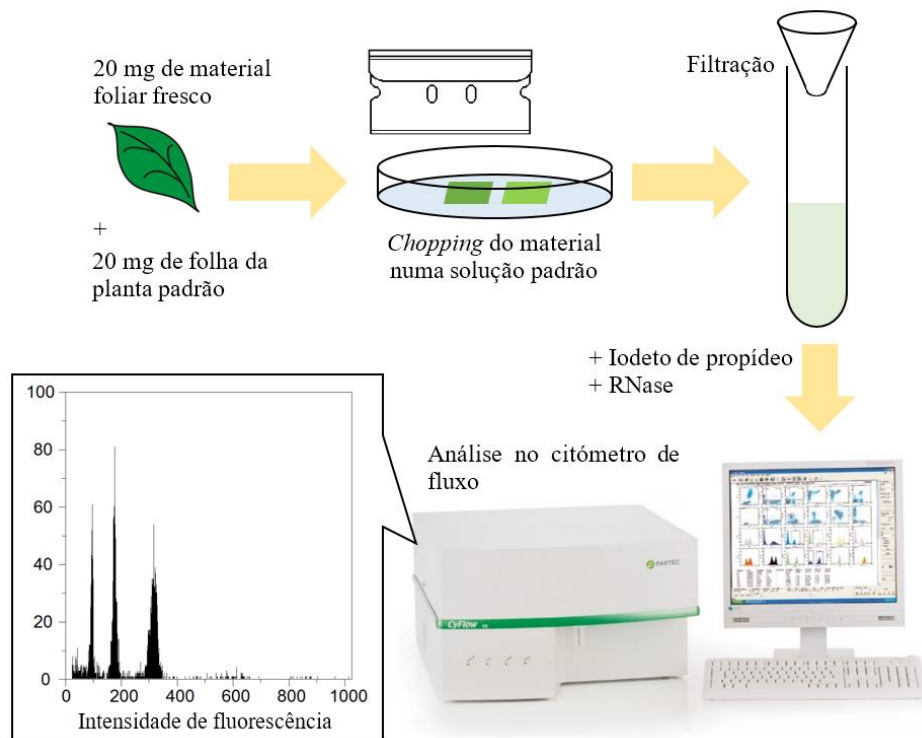 20 mg de material
foliar fresco
+
20 mg de folha da
planta padrão
Chopping do material
numa solução padrão
Filtração
+ Iodeto de propídeo
+ RNase
Análise no citómetro de
fluxo
PARTEC
CyFlow
100
80
60
40
20
0
0 200 400 600 800 1000
Intensidade de fluorescência